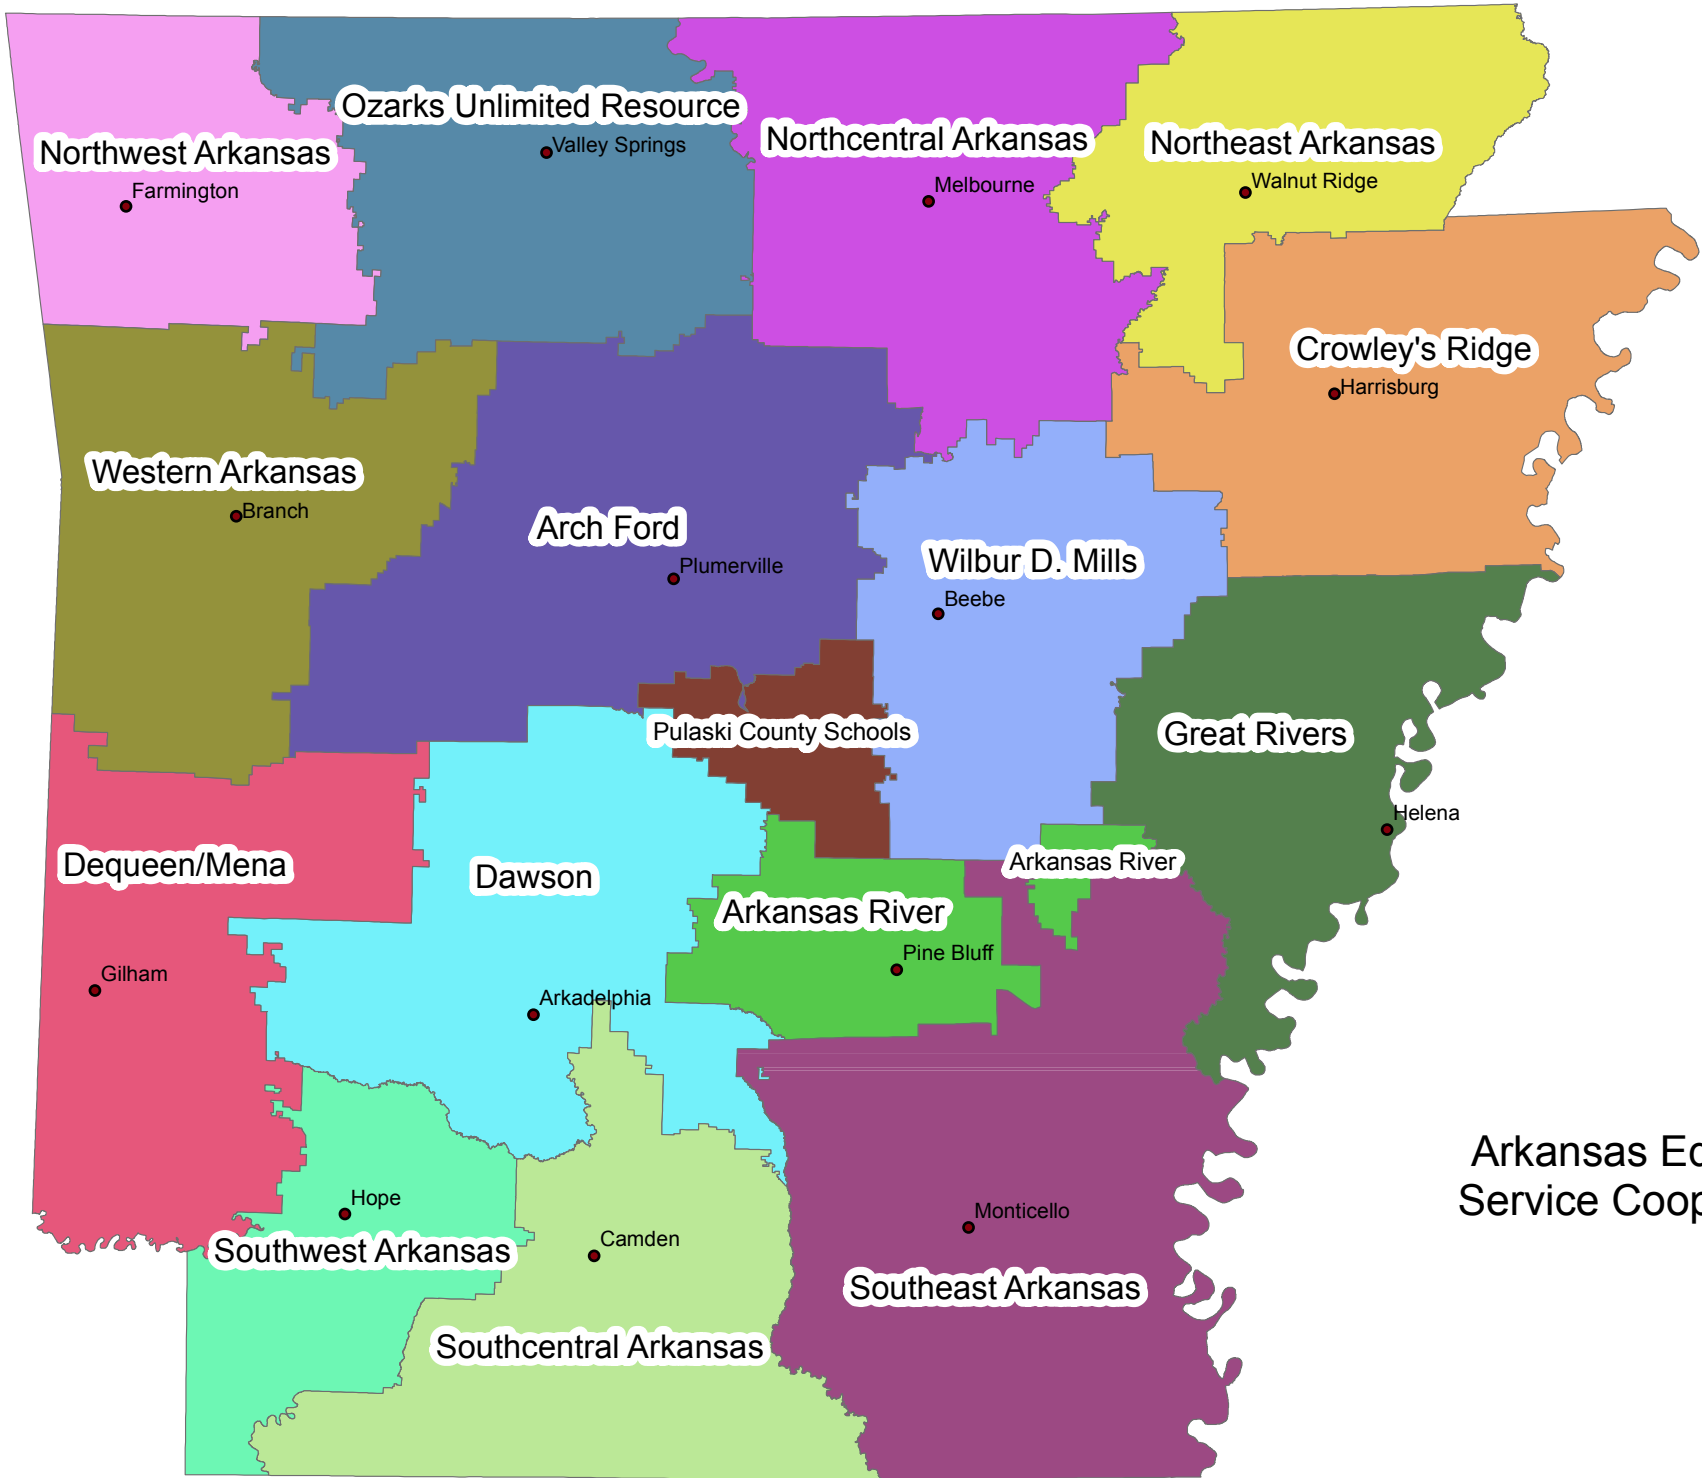 Ozarks Unlimited Resource
Valley Springs
Northwest Arkansas
Farmington
Northcentral Arkansas
Melbourne
Northeast Arkansas
Walnut Ridge
Crowley's Ridge
Harrisburg
Western Arkansas
Branch
Arch Ford
Plumerville
Wilbur D. Mills
Beebe
Pulaski County Schools
Great Rivers
Helena
Dequeen/Mena
Gilham
Dawson
Arkadelphia
Arkansas River
Pine Bluff
Arkansas River
Hope
Southwest Arkansas
Camden
Southcentral Arkansas
Monticello
Southeast Arkansas
Arkansas
Service